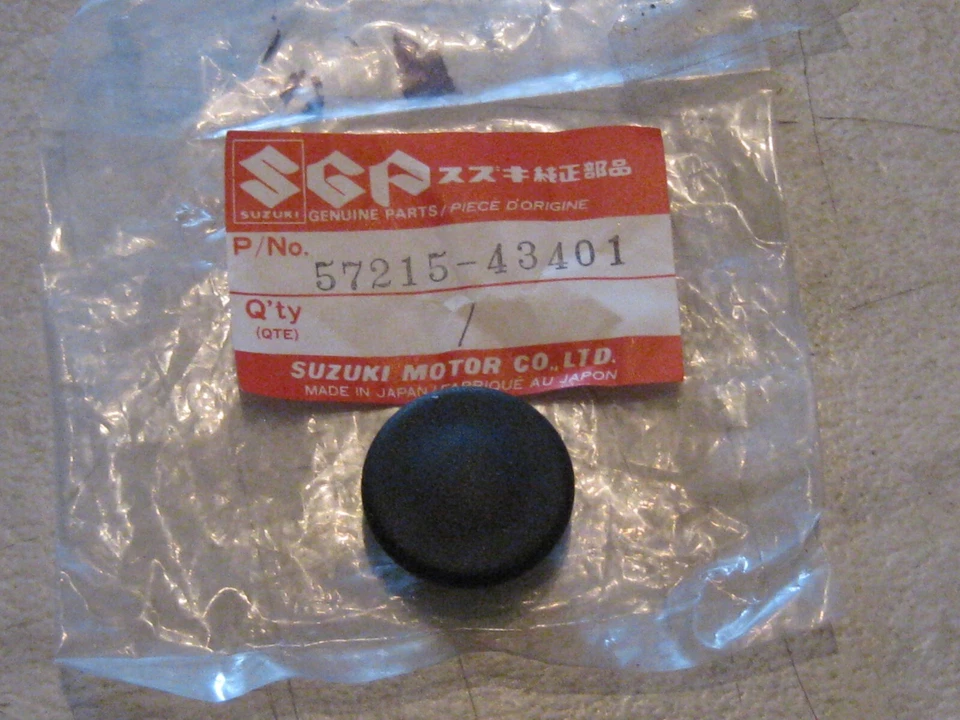 SGP スズキ純正部品
SUZUKI GENUINE PARTS/PIECE D'ORIGINE
P/No. 57215-43401
Q'ty 1
(QTE)
SUZUKI MOTOR CO.,LTD.
MADE IN JAPAN/FABRIQUÉ AU JAPON